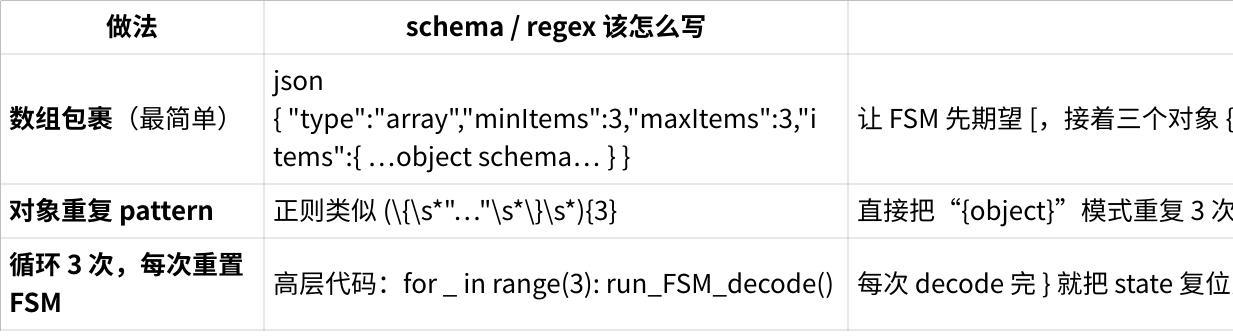 做法
schema / regex 该怎么写
数组包裹（最简单）
json
{ "type":"array","minItems":3,"maxItems":3,"i
tems":{ …object schema… } }
让 FSM 先期望 [，接着三个对象 {
对象重复 pattern
正则类似 (\{\s*"…"\s*\}\s*){3}
直接把“{object}”模式重复 3 次
循环 3 次，每次重置
FSM
高层代码：for _ in range(3): run_FSM_decode()
每次 decode 完 } 就把 state 复位